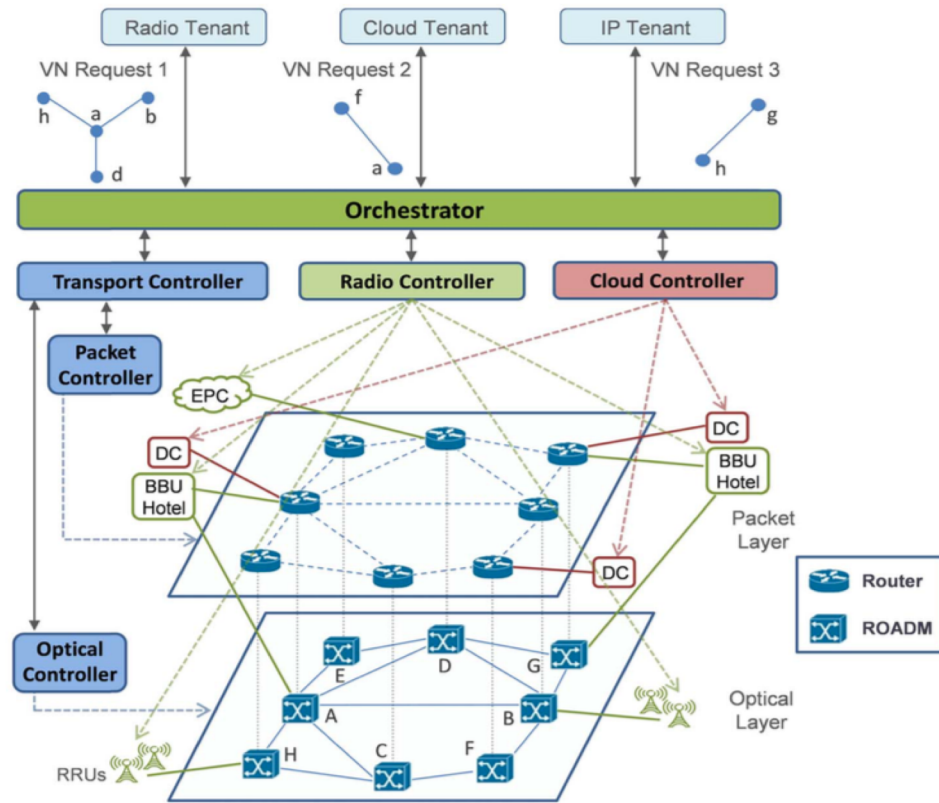 Radio Tenant
Cloud Tenant
IP Tenant
VN Request 1
VN Request 2
VN Request 3
h
a
b
d
f
a
g
h
Orchestrator
Transport Controller
Radio Controller
Cloud Controller
Packet
Controller
EPC
DC
DC
BBU
Hotel
BBU
Hotel
Packet
Layer
DC
Router
ROADM
Optical
Controller
E
D
G
A
B
Optical
Layer
H
C
F
RRUs